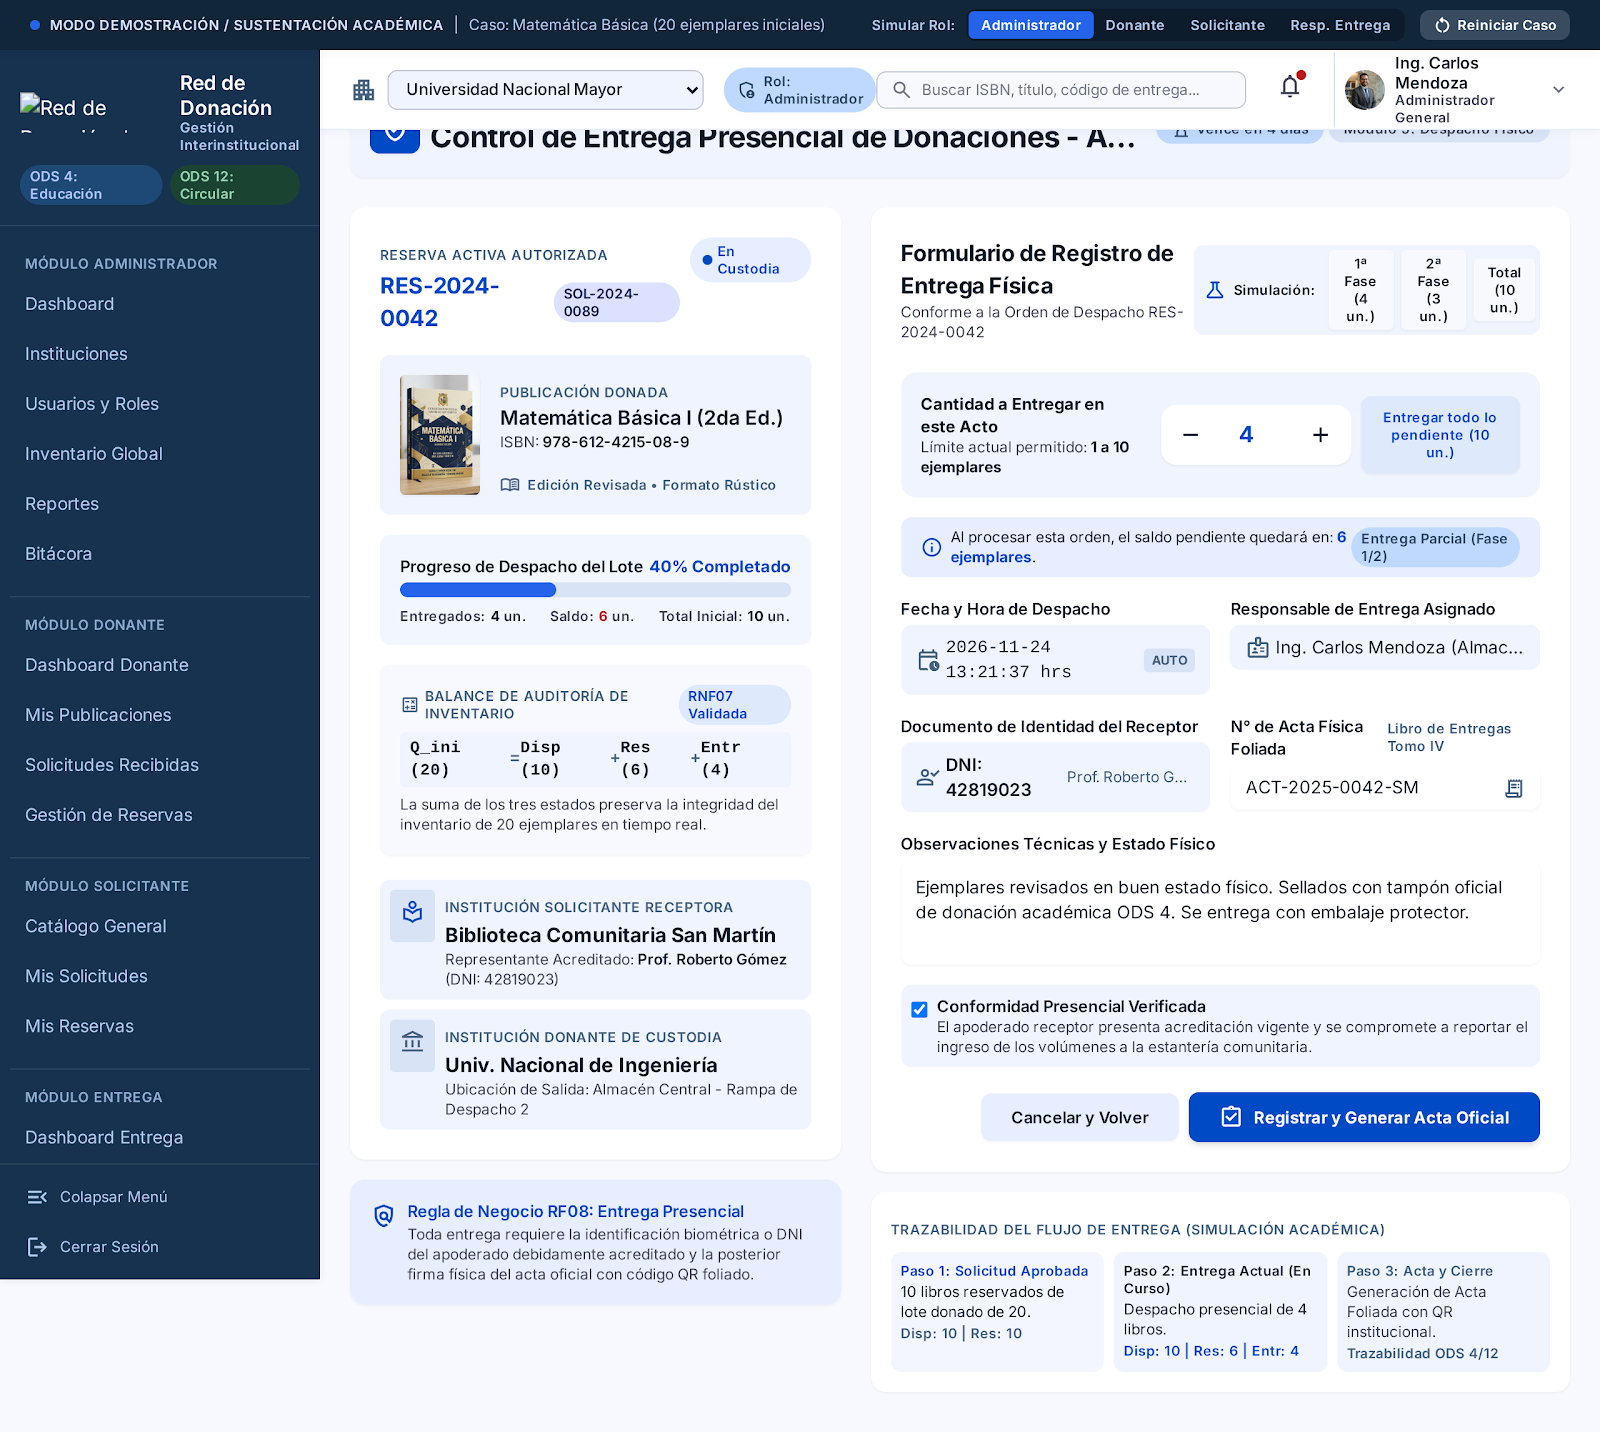 MODO DEMOSTRACIÓN / SUSTENTACIÓN ACADÉMICA | Caso: Matemática Básica (20 ejemplares iniciales)
Simular Rol: Administrador Donante Solicitante Resp. Entrega Reiniciar Caso
Red de
Red de
Donación
Gestión
Interinstitucional
ODS 4:
Educación
ODS 12:
Circular
Universidad Nacional Mayor
Rol:
Administrador
Buscar ISBN, título, código de entrega...
Ing. Carlos
Mendoza
Administrador
General
MÓDULO ADMINISTRADOR
Dashboard
Instituciones
Usuarios y Roles
Inventario Global
Reportes
Bitácora
MÓDULO DONANTE
Dashboard Donante
Mis Publicaciones
Solicitudes Recibidas
Gestión de Reservas
MÓDULO SOLICITANTE
Catálogo General
Mis Solicitudes
Mis Reservas
MÓDULO ENTREGA
Dashboard Entrega
Colapsar Menú
Cerrar Sesión
Control de Entrega Presencial de Donaciones - A...
Vence en 4 días
Módulo 5: Despacho Físico
RESERVA ACTIVA AUTORIZADA
RES-2024-
0042
SOL-2024-
0089
En
Custodia
MATEMÁTICA
BÁSICA I
PUBLICACIÓN DONADA
Matemática Básica I (2da Ed.)
ISBN: 978-612-4215-08-9
Edición Revisada • Formato Rústico
Progreso de Despacho del Lote 40% Completado
Entregados: 4 un. Saldo: 6 un. Total Inicial: 10 un.
BALANCE DE AUDITORÍA DE
INVENTARIO
RNF07
Validada
Q_ini
(20)
=
Disp
(10)
+
Res
(6)
+
Entr
(4)
La suma de los tres estados preserva la integridad del
inventario de 20 ejemplares en tiempo real.
INSTITUCIÓN SOLICITANTE RECEPTORA
Biblioteca Comunitaria San Martín
Representante Acreditado: Prof. Roberto Gómez
(DNI: 42819023)
INSTITUCIÓN DONANTE DE CUSTODIA
Univ. Nacional de Ingeniería
Ubicación de Salida: Almacén Central - Rampa de
Despacho 2
Regla de Negocio RF08: Entrega Presencial
Toda entrega requiere la identificación biométrica o DNI
del apoderado debidamente acreditado y la posterior
firma física del acta oficial con código QR foliado.
Formulario de Registro de
Entrega Física
Conforme a la Orden de Despacho RES-
2024-0042
Simulación:
1ª
Fase
(4
un.)
2ª
Fase
(3
un.)
Total
(10
un.)
Cantidad a Entregar en
este Acto
Límite actual permitido: 1 a 10
ejemplares
− 4 +
Entregar todo lo
pendiente (10
un.)
Al procesar esta orden, el saldo pendiente quedará en: 6
ejemplares.
Entrega Parcial (Fase
1/2)
Fecha y Hora de Despacho
2026-11-24
13:21:37 hrs
AUTO
Responsable de Entrega Asignado
Ing. Carlos Mendoza (Almac...
Documento de Identidad del Receptor
DNI:
42819023
Prof. Roberto G...
N° de Acta Física
Foliada
Libro de Entregas
Tomo IV
ACT-2025-0042-SM
Observaciones Técnicas y Estado Físico
Ejemplares revisados en buen estado físico. Sellados con tampón oficial
de donación académica ODS 4. Se entrega con embalaje protector.
Conformidad Presencial Verificada
El apoderado receptor presenta acreditación vigente y se compromete a reportar el
ingreso de los volúmenes a la estantería comunitaria.
Cancelar y Volver
Registrar y Generar Acta Oficial
TRAZABILIDAD DEL FLUJO DE ENTREGA (SIMULACIÓN ACADÉMICA)
Paso 1: Solicitud Aprobada
10 libros reservados de
lote donado de 20.
Disp: 10 | Res: 10
Paso 2: Entrega Actual (En
Curso)
Despacho presencial de 4
libros.
Disp: 10 | Res: 6 | Entr: 4
Paso 3: Acta y Cierre
Generación de Acta
Foliada con QR
institucional.
Trazabilidad ODS 4/12